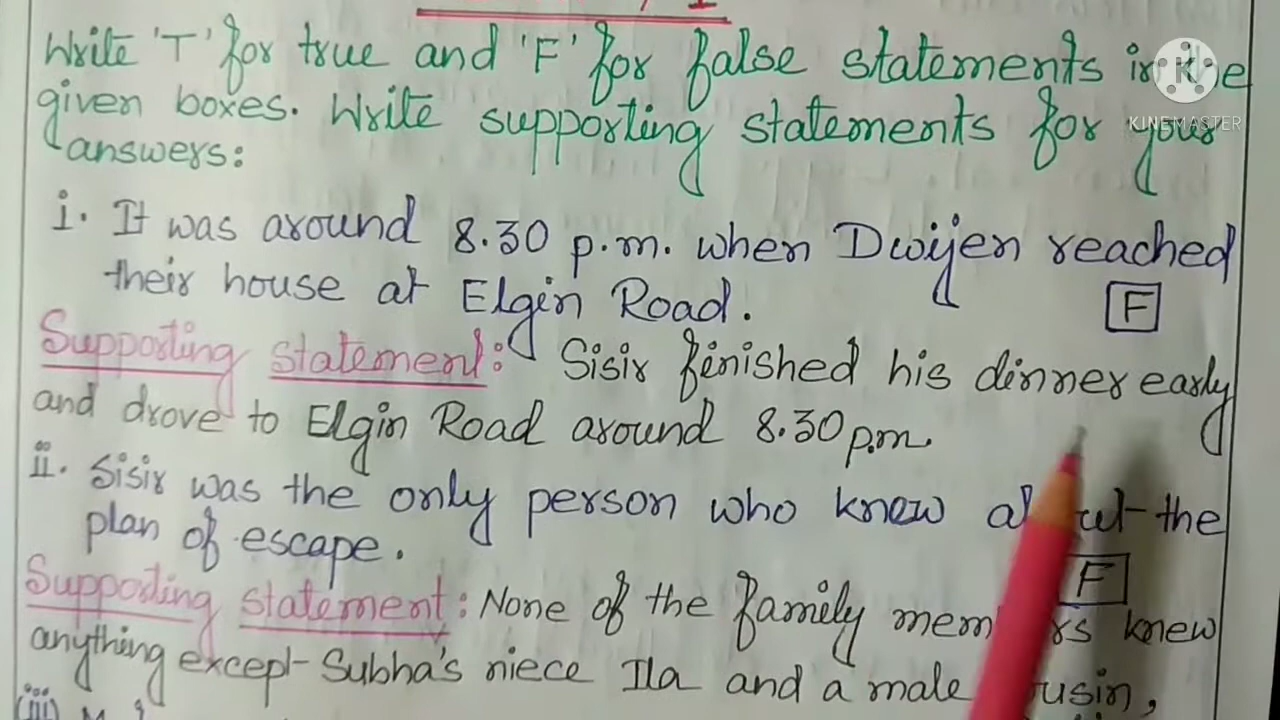 Write 'T' for true and 'F' for false statements in the
given boxes. Write supporting statements for your
answers:
i. It was around 8.30 p.m. when Dwijen reached
their house at Elgin Road. F
Supporting statement: Sisir finished his dinner early
and drove to Elgin Road around 8.30 p.m.
ii. Sisir was the only person who knew about the
plan of escape. F
Supporting statement: None of the family members knew
anything except Subha's niece Ila and a male cousin,
(iii)
K
KINEMASTER